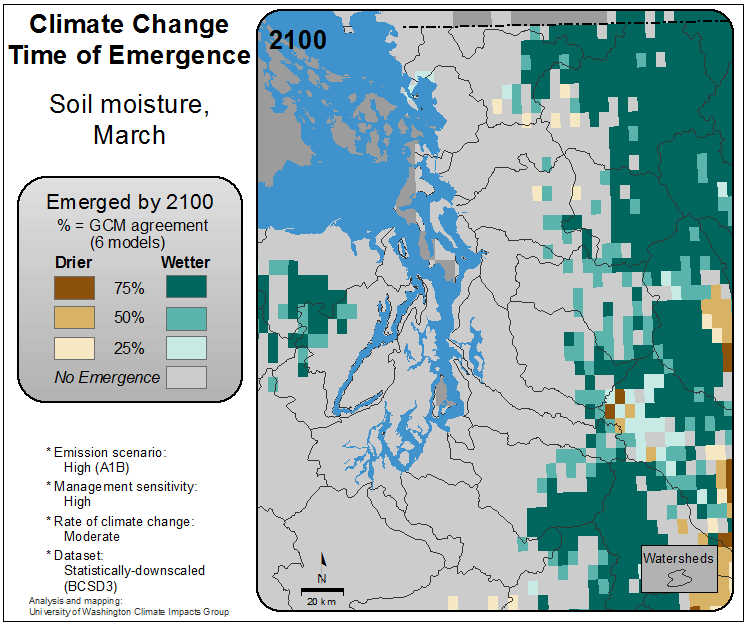 Climate Change
Time of Emergence
Soil moisture,
March
Emerged by 2100
% = GCM agreement
(6 models)
Drier Wetter
75%
50%
25%
No Emergence
* Emission scenario:
High (A1B)
* Management sensitivity:
High
* Rate of climate change:
Moderate
* Dataset:
Statistically-downscaled
(BCSD3)
Analysis and mapping:
University of Washington Climate Impacts Group
2100
N
20 km
Watersheds